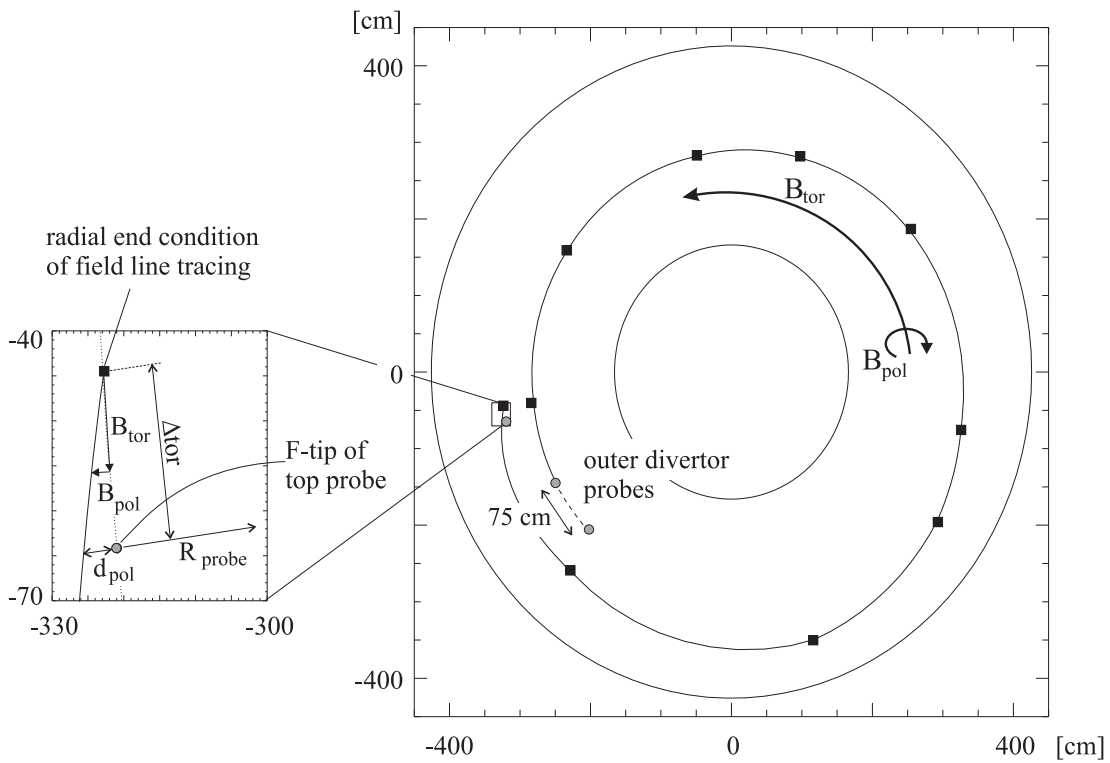 [cm]
400
B_tor
radial end condition
of field line tracing
-40
0
B_pol
B_tor
Δtor
F-tip of
top probe
outer divertor
probes
B_pol
75 cm
R_probe
d_pol
-70
-330
-300
-400
-400
0
400
[cm]